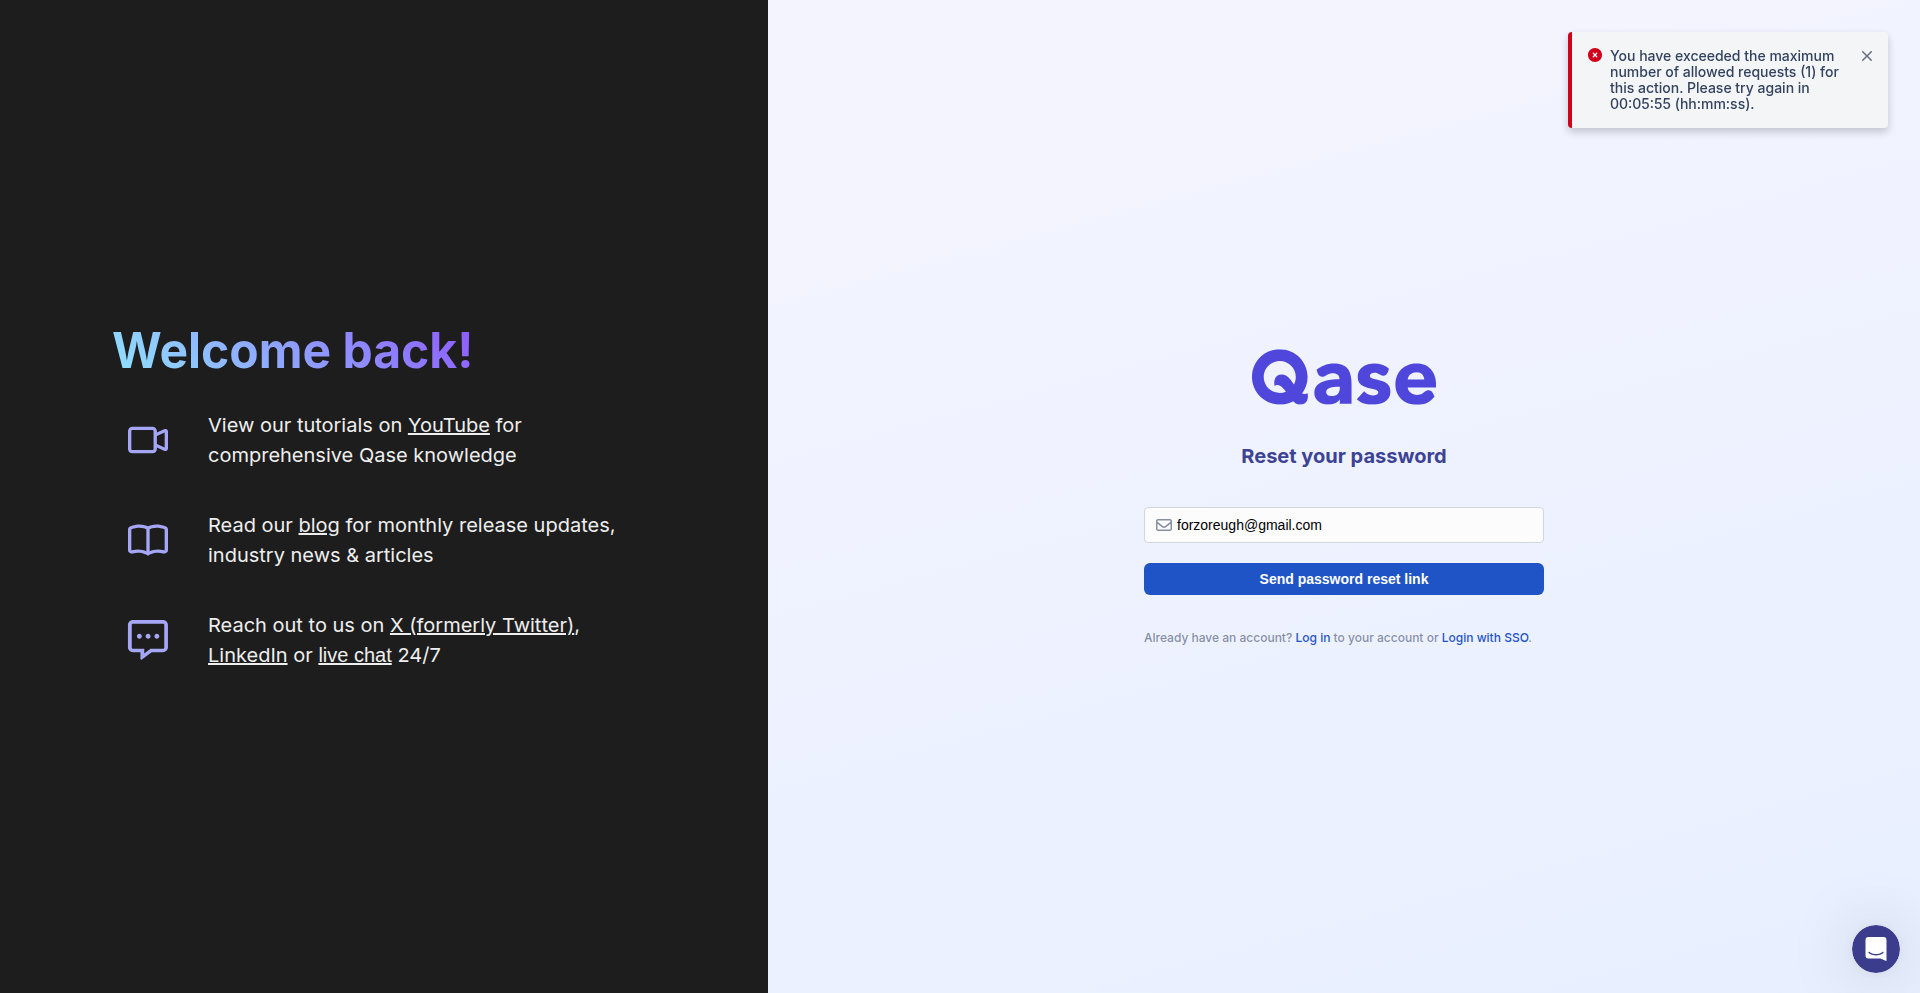 Welcome back!
View our tutorials on YouTube for
comprehensive Qase knowledge
Read our blog for monthly release updates,
industry news & articles
Reach out to us on X (formerly Twitter),
LinkedIn or live chat 24/7
You have exceeded the maximum
number of allowed requests (1) for
this action. Please try again in
00:05:55 (hh:mm:ss).
Qase
Reset your password
forzoreugh@gmail.com
Send password reset link
Already have an account? Log in to your account or Login with SSO.